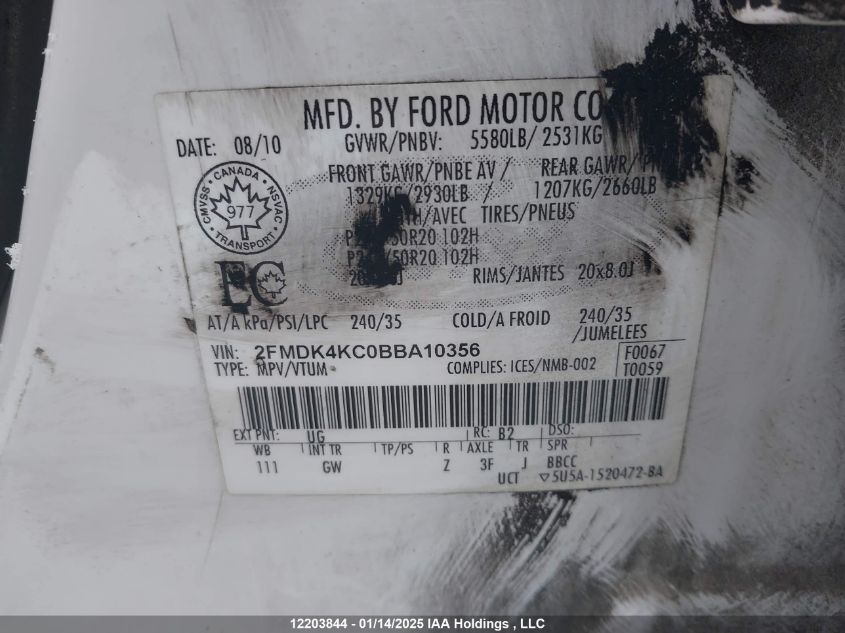 MFD. BY FORD MOTOR CO
DATE: 08/10
GVWR/PNBV: 5580LB/ 2531KG
FRONT GAWR/PNBE AV / REAR GAWR/
1329KG/2930LB / 1207KG/2660LB
/AVEC TIRES/PNEUS
50R20 102H
50R20 102H
RIMS/JANTES 20x8.0J
CMVSS CANADA NSVAC
977
TRANSPORT
EC
AT/A kPa/PSI/LPC 240/35 COLD/A FROID 240/35
/JUMELEES
VIN: 2FMDK4KC0BBA10356 F0067
TYPE: MPV/VTUM COMPLIES: ICES/NMB-002 T0059
EXT PNT: UG RC: B2 DSO:
WB INT TR TP/PS R AXLE TR SPR
111 GW Z 3F J BBCC
UCT ▽5U5A-1520472-BA
12203844 - 01/14/2025 IAA Holdings , LLC